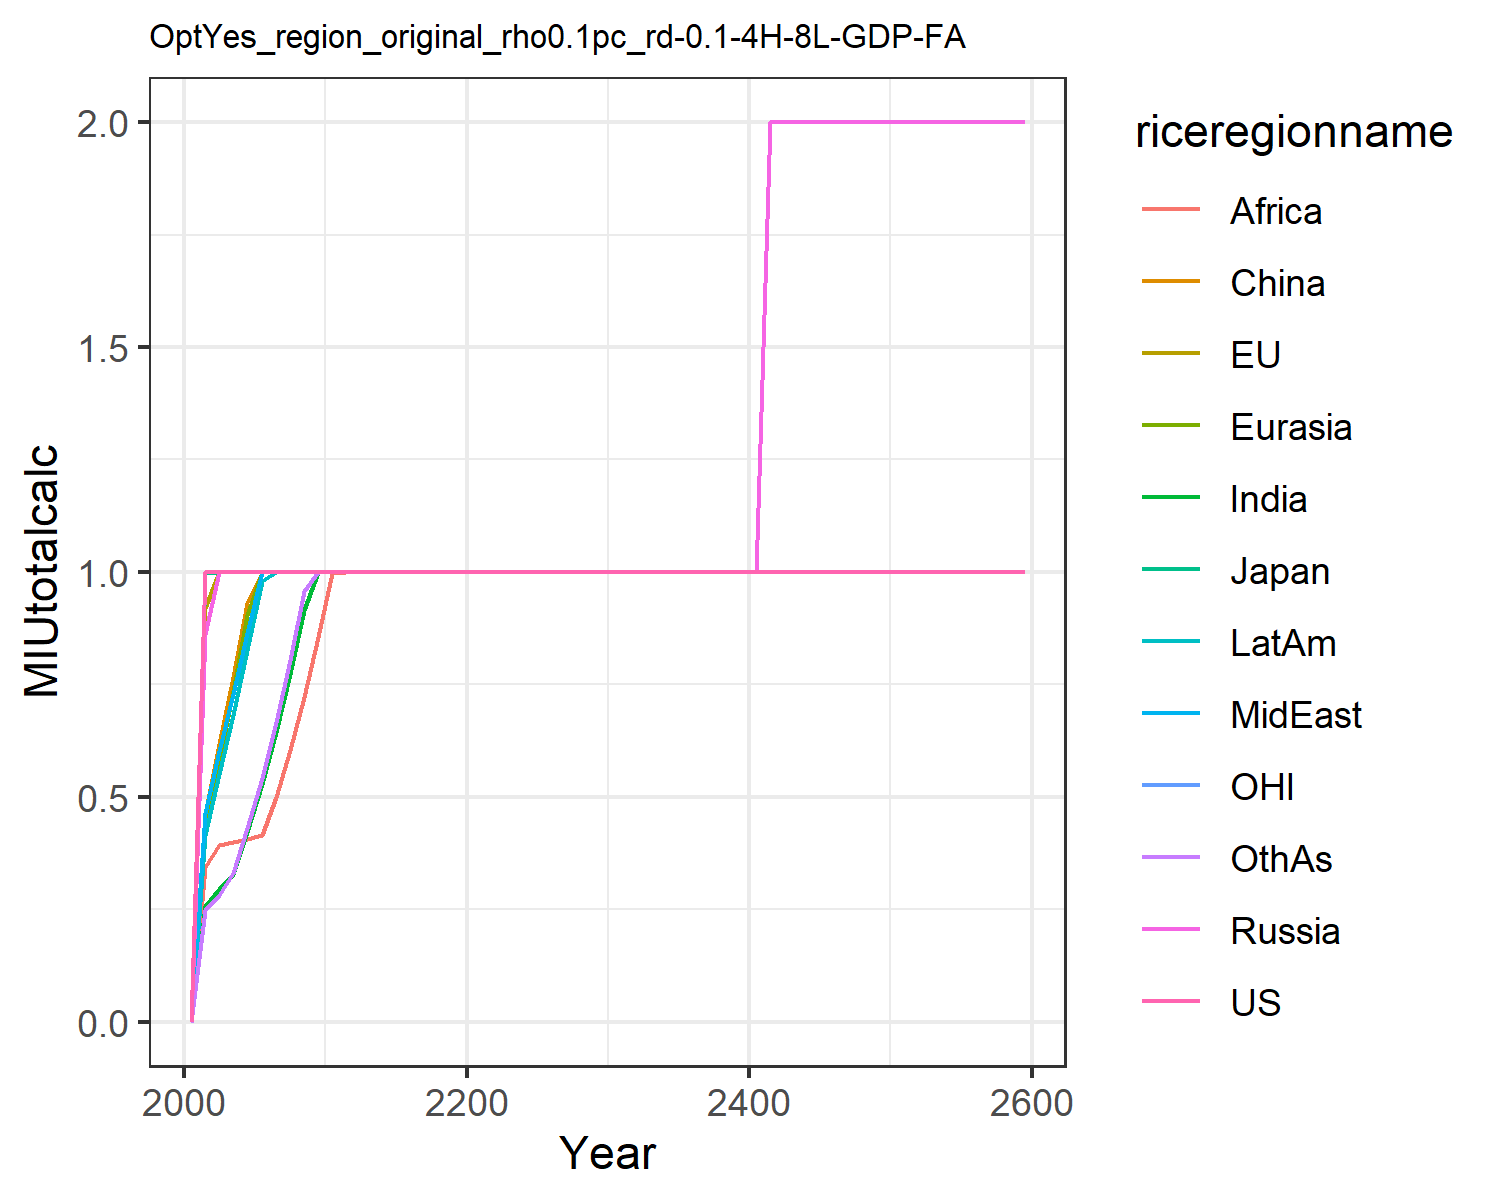 OptYes_region_original_rho0.1pc_rd-0.1-4H-8L-GDP-FA
MIUtotalcalc
2.0
1.5
1.0
0.5
0.0
2000
2200
2400
2600
Year
riceregionname
Africa
China
EU
Eurasia
India
Japan
LatAm
MidEast
OHI
OthAs
Russia
US